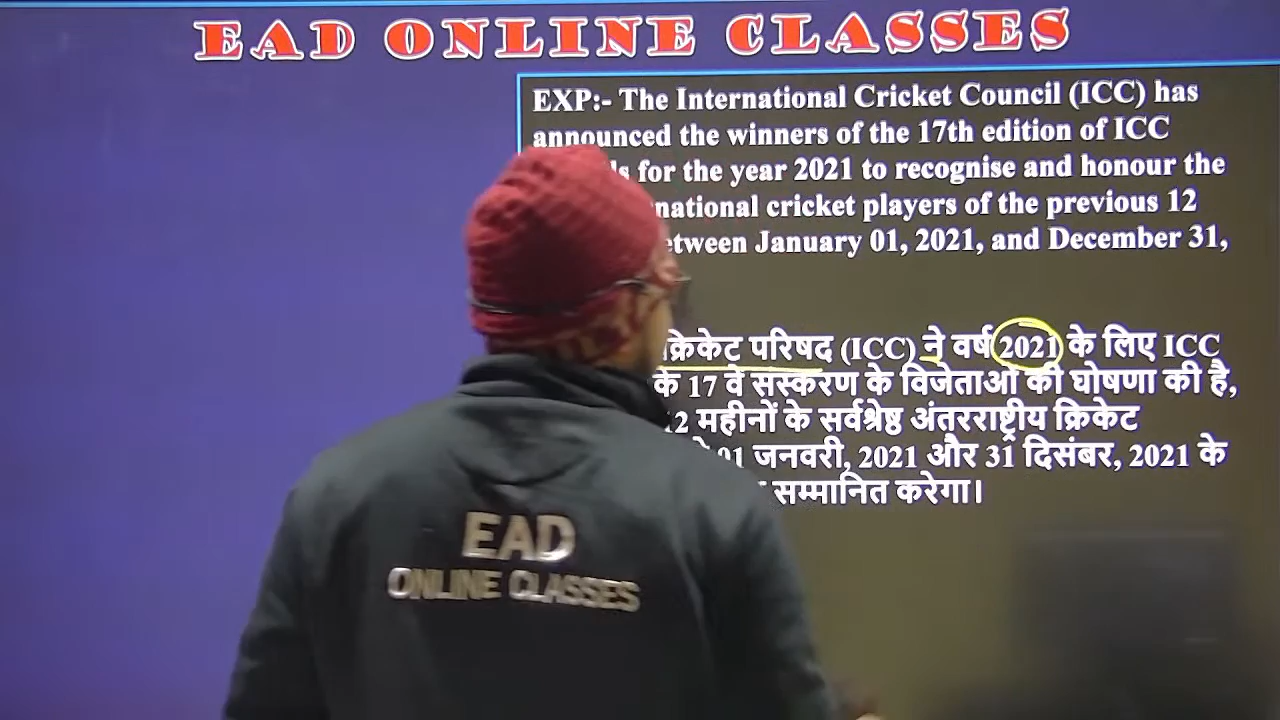 EAD ONLINE CLASSES
EXP:- The International Cricket Council (ICC) has
announced the winners of the 17th edition of ICC
for the year 2021 to recognise and honour the
cricket players of the previous 12
January 01, 2021, and December 31,
क्रिकेट परिषद (ICC) ने वर्ष 2021 के लिए ICC
के 17 वें संस्करण के विजेताओं की घोषणा की है,
महीनों के सर्वश्रेष्ठ अंतरराष्ट्रीय क्रिकेट
01 जनवरी, 2021 और 31 दिसंबर, 2021 के
सम्मानित करेगा।
EAD
ONLINE CLASSES